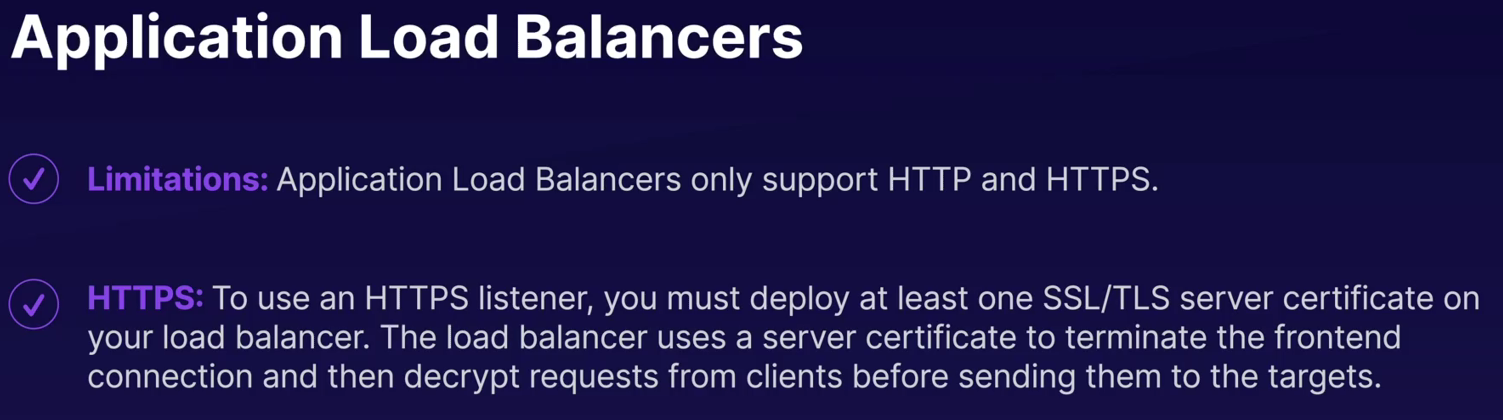 Application Load Balancers
Limitations: Application Load Balancers only support HTTP and HTTPS.
HTTPS: To use an HTTPS listener, you must deploy at least one SSL/TLS server certificate on
your load balancer. The load balancer uses a server certificate to terminate the frontend
connection and then decrypt requests from clients before sending them to the targets.